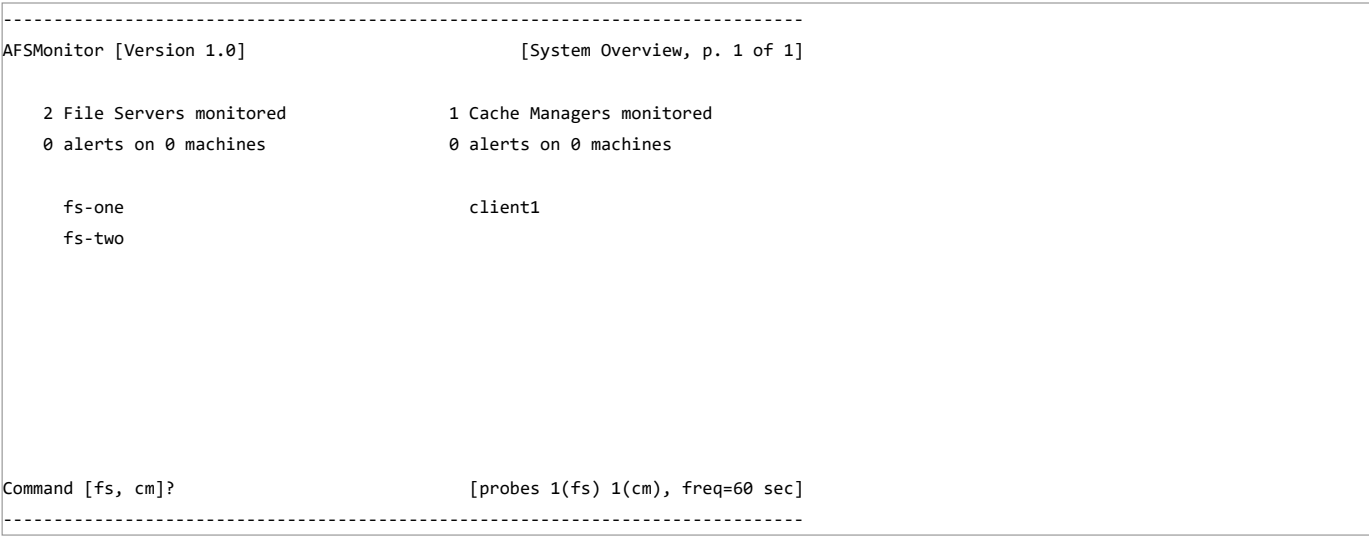 -------------------------------------------------------------------------------
AFSMonitor [Version 1.0]                           [System Overview, p. 1 of 1]
    2 File Servers monitored                1 Cache Managers monitored
    0 alerts on 0 machines                  0 alerts on 0 machines
      fs-one                                  client1
      fs-two
Command [fs, cm]?                             [probes 1(fs) 1(cm), freq=60 sec]
-------------------------------------------------------------------------------